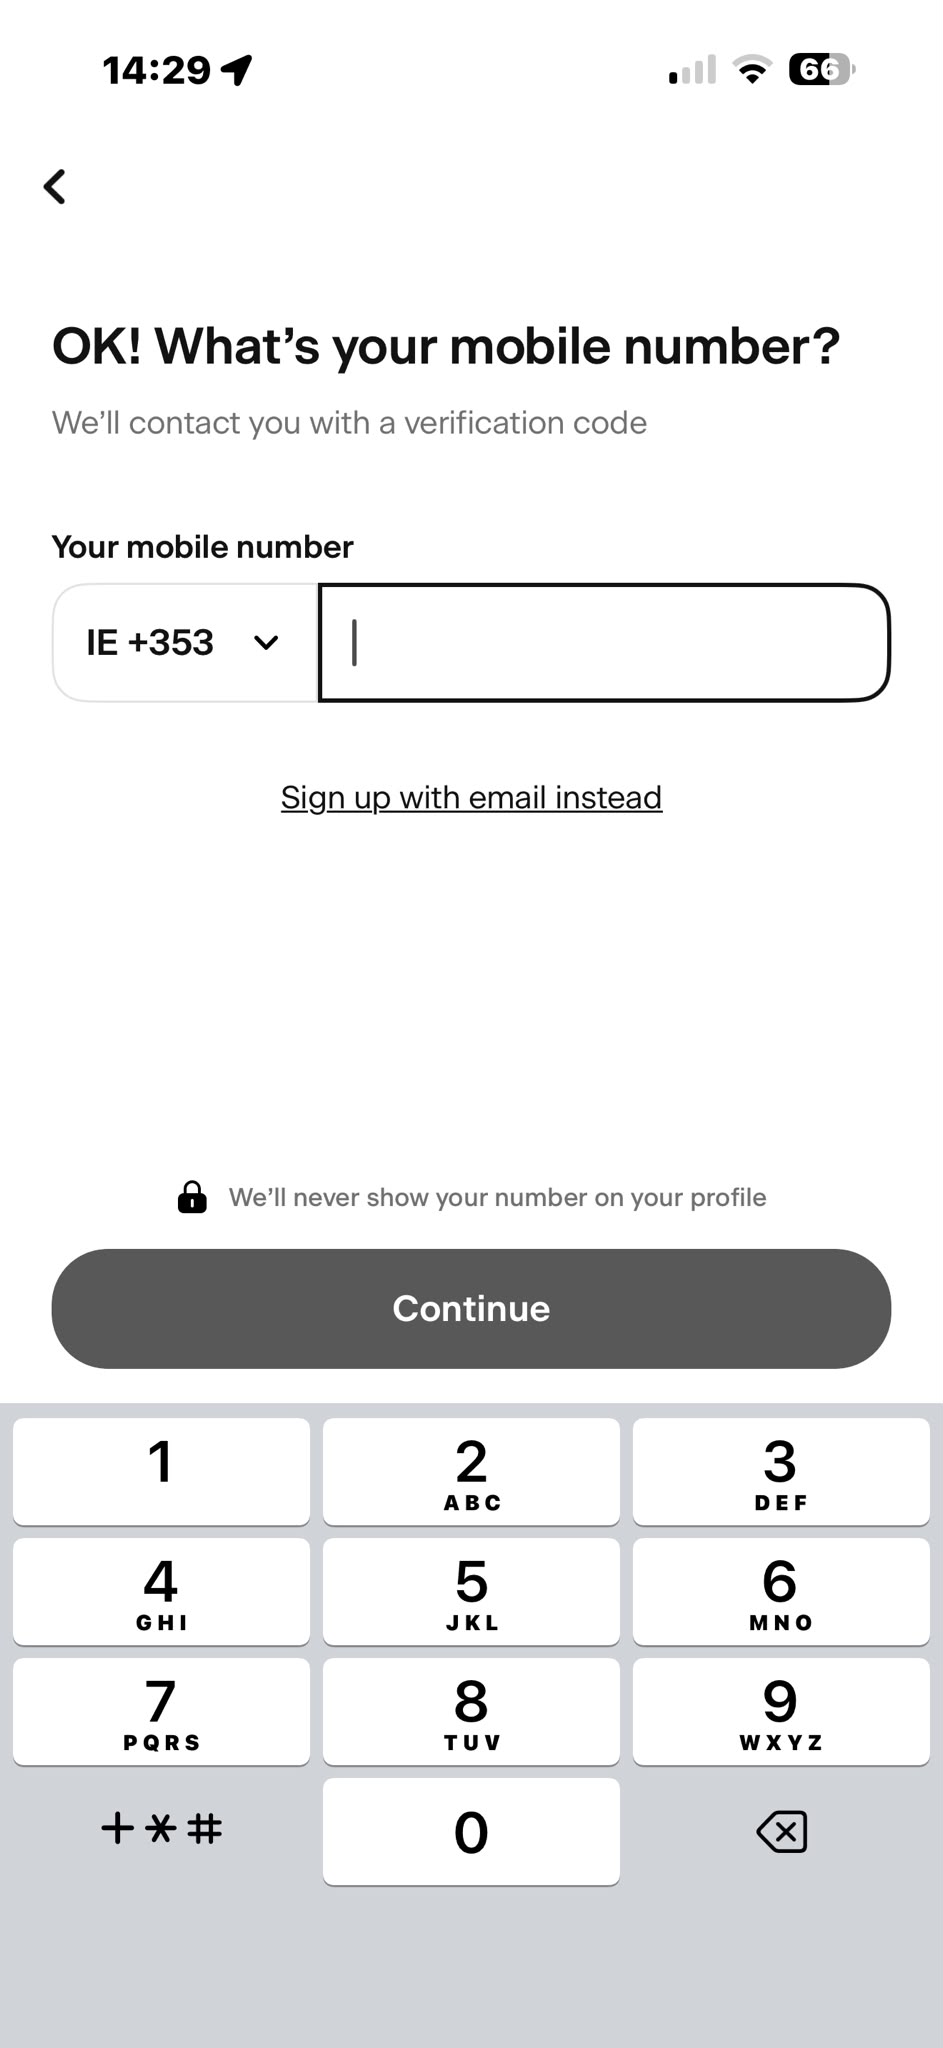 14:29
66
OK! What's your mobile number?
We'll contact you with a verification code
Your mobile number
IE +353
Sign up with email instead
We'll never show your number on your profile
Continue
1
2
ABC
3
DEF
4
GHI
5
JKL
6
MNO
7
PQRS
8
TUV
9
WXYZ
+*#
0